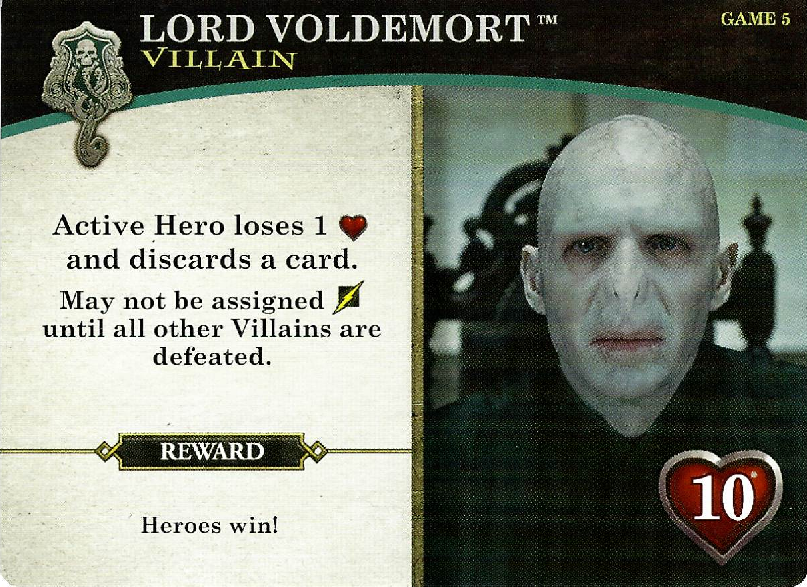 LORD VOLDEMORT™
GAME 5
VILLAIN
Active Hero loses 1
and discards a card.
May not be assigned
until all other Villains are
defeated.
REWARD
Heroes win!
10